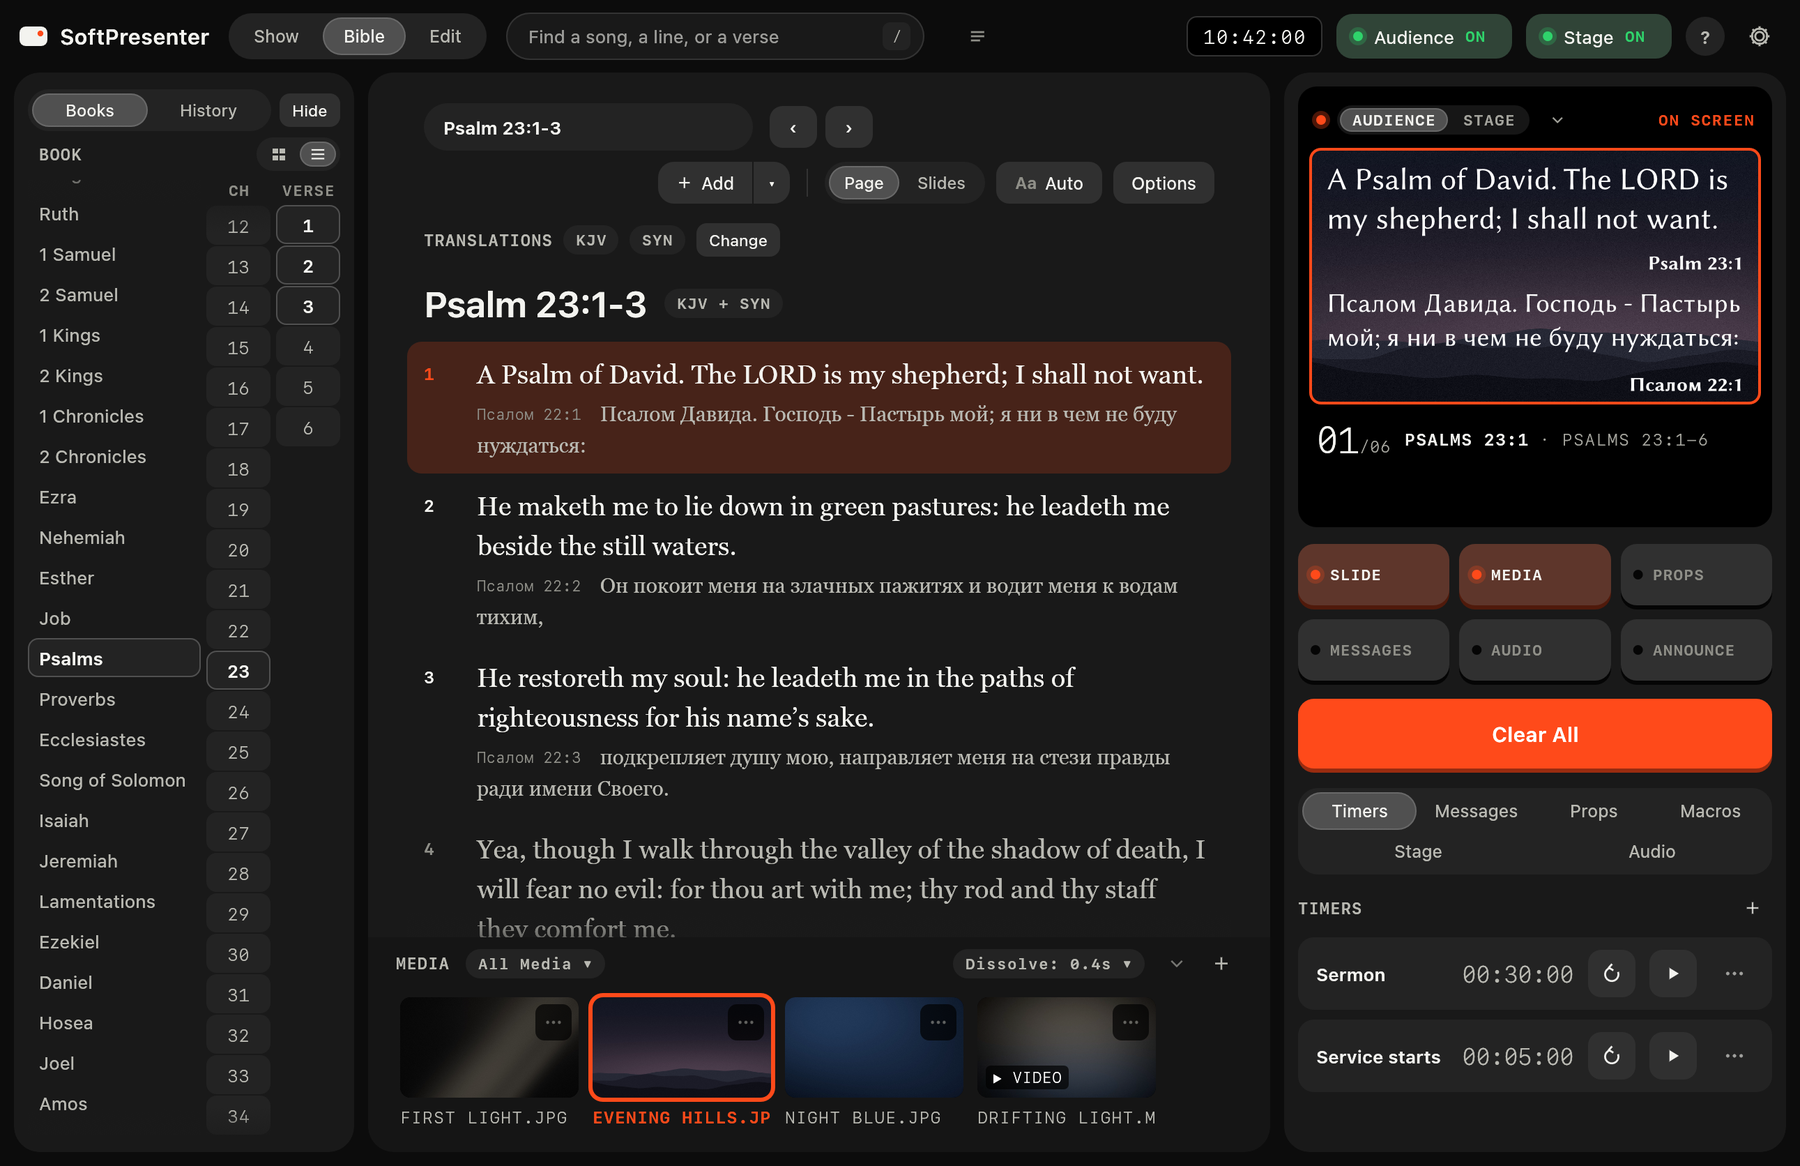 SoftPresenter
Show
Bible
Edit
Find a song, a line, or a verse
/
10:42:00
Audience ON
Stage ON
?
Books
History
Hide
BOOK
CH
VERSE
Ruth
1 Samuel
2 Samuel
1 Kings
2 Kings
1 Chronicles
2 Chronicles
Ezra
Nehemiah
Esther
Job
Psalms
Proverbs
Ecclesiastes
Song of Solomon
Isaiah
Jeremiah
Lamentations
Ezekiel
Daniel
Hosea
Joel
Amos
12
13
14
15
16
17
18
19
20
21
22
23
24
25
26
27
28
29
30
31
32
33
34
1
2
3
4
5
6
Psalm 23:1-3
‹
›
+ Add
Page
Slides
Aa Auto
Options
TRANSLATIONS
KJV
SYN
Change
Psalm 23:1-3
KJV + SYN
1 A Psalm of David. The LORD is my shepherd; I shall not want.
Псалом 22:1 Псалом Давида. Господь - Пастырь мой; я ни в чем не буду
нуждаться:
2 He maketh me to lie down in green pastures: he leadeth me
beside the still waters.
Псалом 22:2 Он покоит меня на злачных пажитях и водит меня к водам
тихим,
3 He restoreth my soul: he leadeth me in the paths of
righteousness for his name’s sake.
Псалом 22:3 подкрепляет душу мою, направляет меня на стези правды
ради имени Своего.
4 Yea, though I walk through the valley of the shadow of death, I
will fear no evil: for thou art with me; thy rod and thy staff
they comfort me.
MEDIA
All Media
Dissolve: 0.4s
+
VIDEO
FIRST LIGHT.JPG
EVENING HILLS.JP
NIGHT BLUE.JPG
DRIFTING LIGHT.M
AUDIENCE
STAGE
ON SCREEN
A Psalm of David. The LORD is
my shepherd; I shall not want.
Psalm 23:1
Псалом Давида. Господь - Пастырь
мой; я ни в чем не буду нуждаться:
Псалом 22:1
01/06 PSALMS 23:1 · PSALMS 23:1–6
SLIDE
MEDIA
PROPS
MESSAGES
AUDIO
ANNOUNCE
Clear All
Timers
Messages
Props
Macros
Stage
Audio
TIMERS
+
Sermon 00:30:00
Service starts 00:05:00